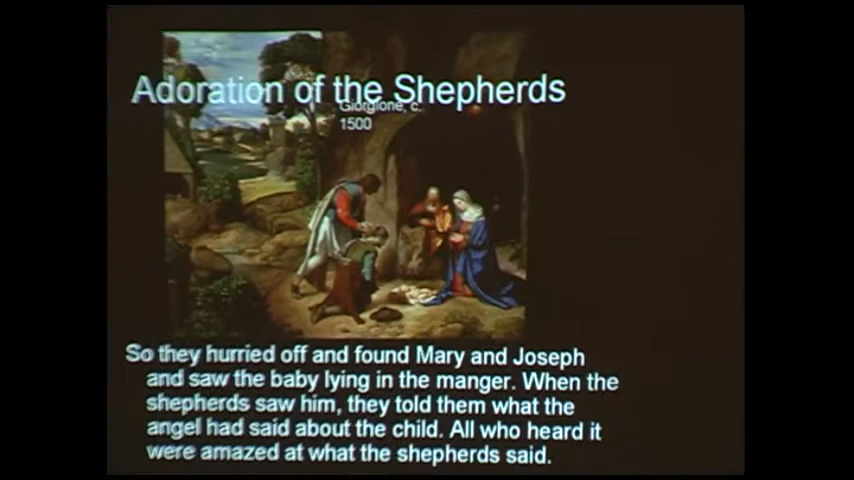 Adoration of the Shepherds
Giorgione, c.
1500
So they hurried off and found Mary and Joseph
and saw the baby lying in the manger. When the
shepherds saw him, they told them what the
angel had said about the child. All who heard it
were amazed at what the shepherds said.